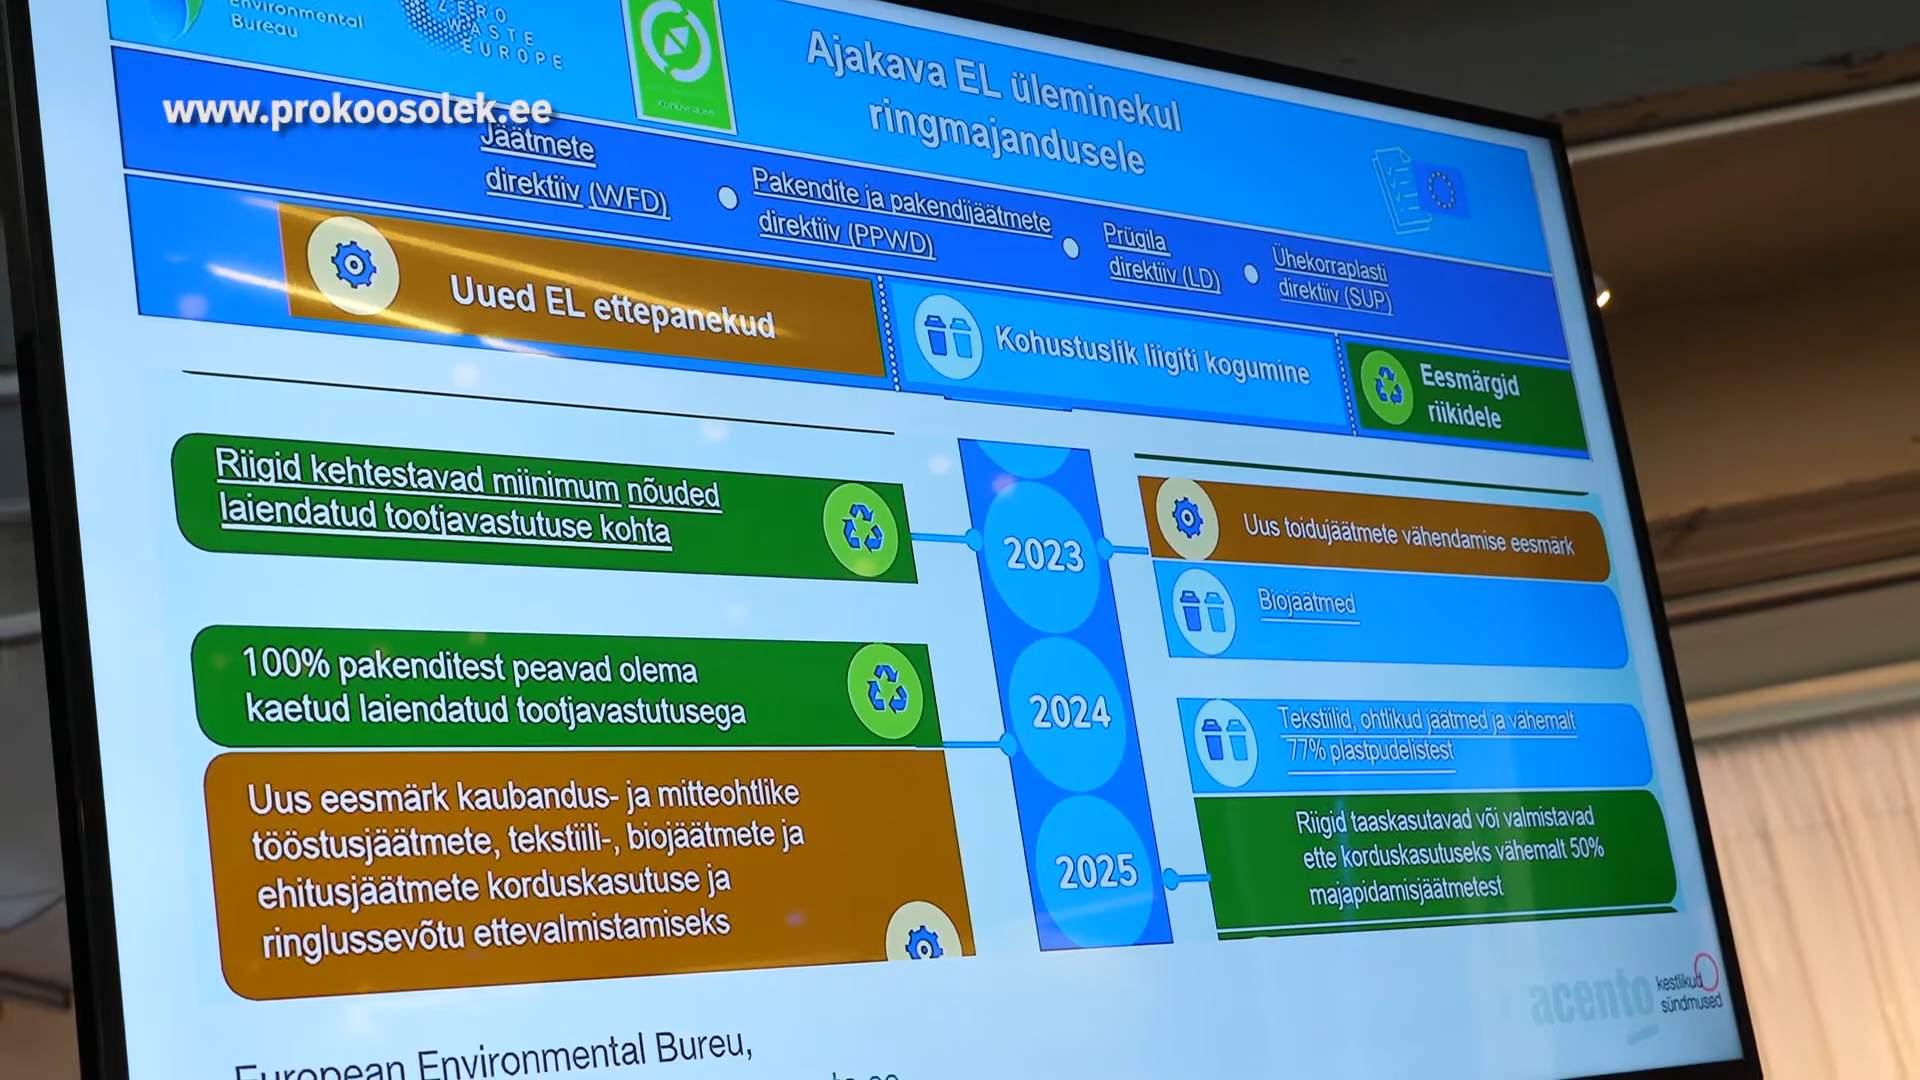 Environmental
Bureau
ZERO
WASTE
EUROPE
Ajakava EL üleminekul
ringmajandusele
www.prokoosolek.ee
Jäätmete
direktiiv (WFD)
Pakendite ja pakendijäätmete
direktiiv (PPWD)
Prügila
direktiiv (LD)
Ühekorraplasti
direktiiv (SUP)
Uued EL ettepanekud
Kohustuslik liigiti kogumine
Eesmärgid
riikidele
Riigid kehtestavad miinimum nõuded
laiendatud tootjavastutuse kohta
2023
Uus toidujäätmete vähendamise eesmärk
Biojäätmed
100% pakenditest peavad olema
kaetud laiendatud tootjavastutusega
2024
Tekstiilid, ohtlikud jäätmed ja vähemalt
77% plastpudelistest
Uus eesmärk kaubandus- ja mitteohtlike
tööstusjäätmete, tekstiili-, biojäätmete ja
ehitusjäätmete korduskasutuse ja
ringlussevõtu ettevalmistamiseks
2025
Riigid taaskasutavad või valmistavad
ette korduskasutuseks vähemalt 50%
majapidamisjäätmetest
acento
kestlikud
sündmused
European Environmental Bureu,